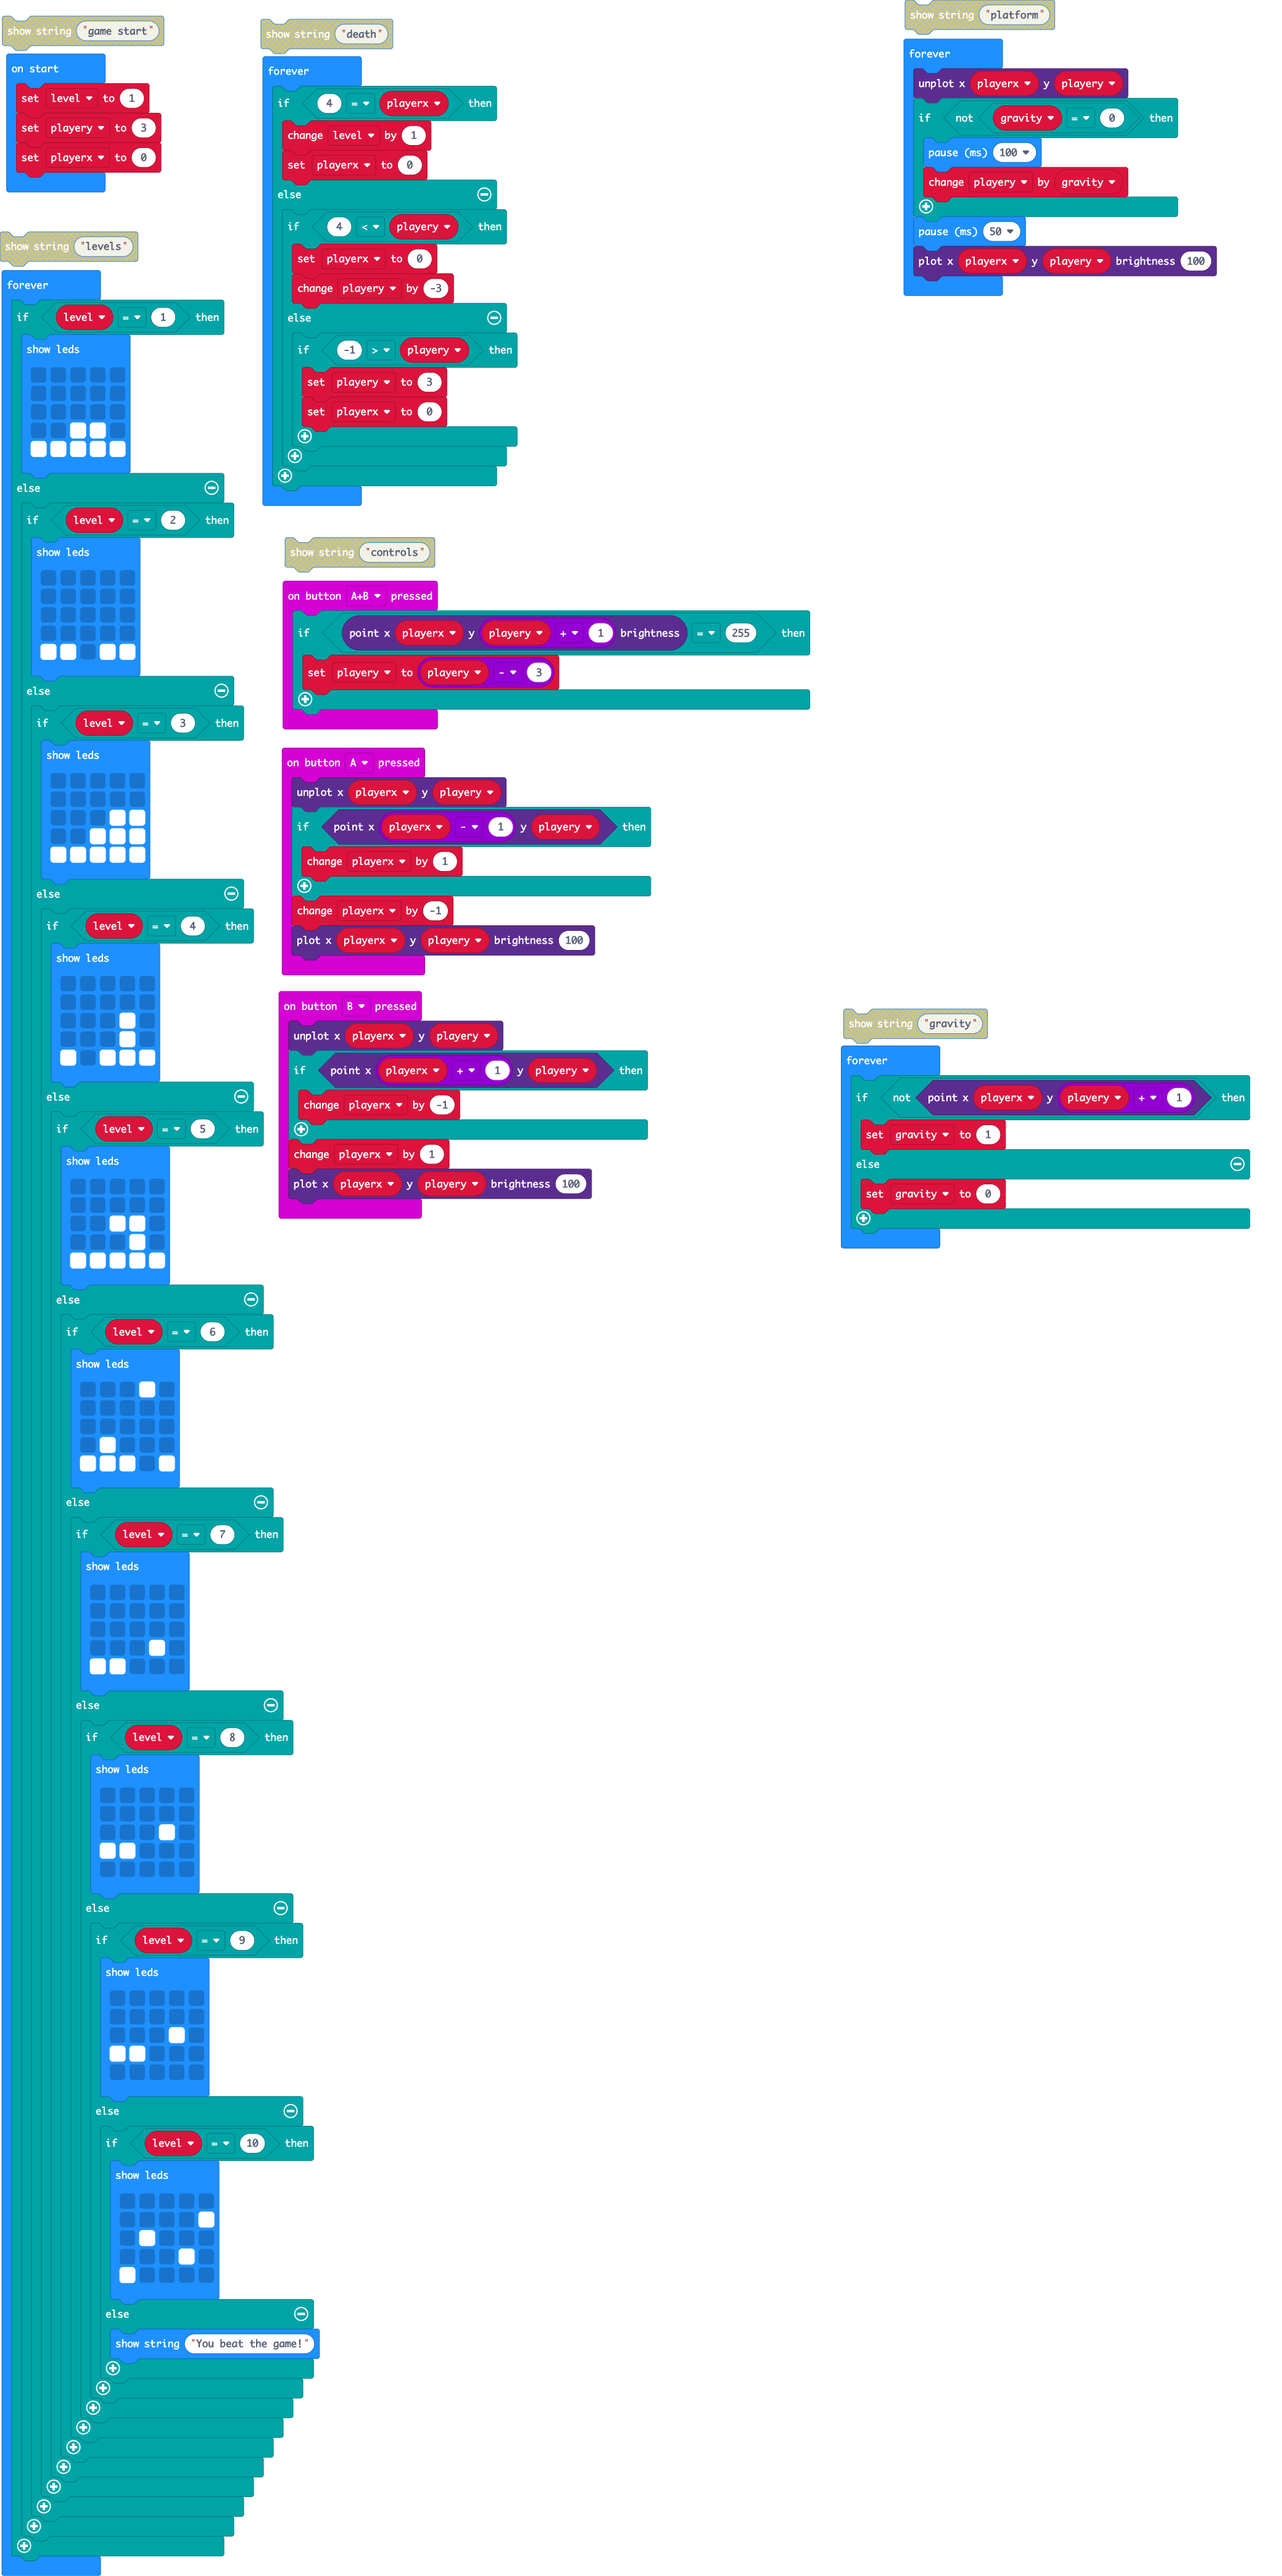 show string "game start"
on start
set level to 1
set playery to 3
set playerx to 0
show string "levels"
forever
if level = 1 then
show leds
else
if level = 2 then
show leds
else
if level = 3 then
show leds
else
if level = 4 then
show leds
else
if level = 5 then
show leds
else
if level = 6 then
show leds
else
if level = 7 then
show leds
else
if level = 8 then
show leds
else
if level = 9 then
show leds
else
if level = 10 then
show leds
else
show string "You beat the game!"
show string "death"
forever
if 4 = playerx then
change level by 1
set playerx to 0
else
if 4 < playery then
set playerx to 0
change playery by -3
else
if -1 > playery then
set playery to 3
set playerx to 0
show string "controls"
on button A+B pressed
if point x playerx y playery + 1 brightness = 255 then
set playery to playery - 3
on button A pressed
unplot x playerx y playery
if point x playerx - 1 y playery then
change playerx by 1
change playerx by -1
plot x playerx y playery brightness 100
on button B pressed
unplot x playerx y playery
if point x playerx + 1 y playery then
change playerx by -1
change playerx by 1
plot x playerx y playery brightness 100
show string "platform"
forever
unplot x playerx y playery
if not gravity = 0 then
pause (ms) 100
change playery by gravity
pause (ms) 50
plot x playerx y playery brightness 100
show string "gravity"
forever
if not point x playerx y playery + 1 then
set gravity to 1
else
set gravity to 0